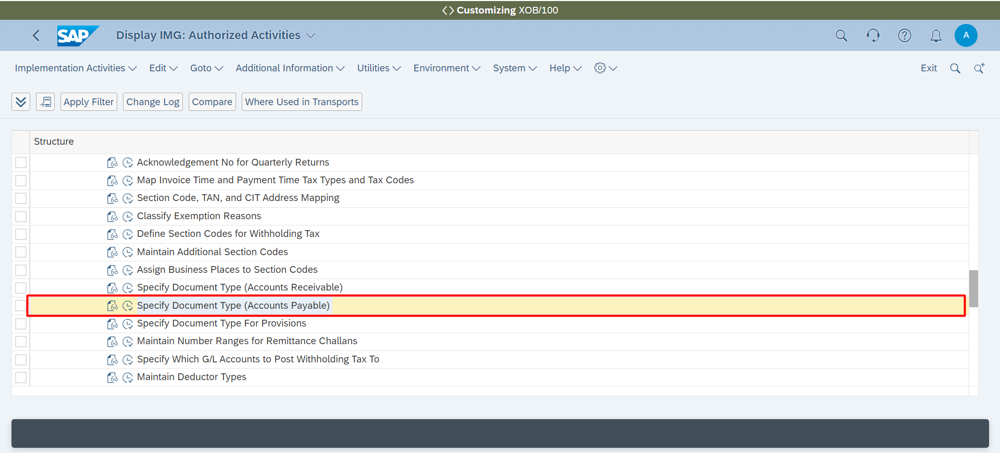 Customizing XOB/100
SAP Display IMG: Authorized Activities A
Implementation Activities Edit Goto Additional Information Utilities Environment System Help Exit
Apply Filter Change Log Compare Where Used in Transports
Structure
Acknowledgement No for Quarterly Returns
Map Invoice Time and Payment Time Tax Types and Tax Codes
Section Code, TAN, and CIT Address Mapping
Classify Exemption Reasons
Define Section Codes for Withholding Tax
Maintain Additional Section Codes
Assign Business Places to Section Codes
Specify Document Type (Accounts Receivable)
Specify Document Type (Accounts Payable)
Specify Document Type For Provisions
Maintain Number Ranges for Remittance Challans
Specify Which G/L Accounts to Post Withholding Tax To
Maintain Deductor Types